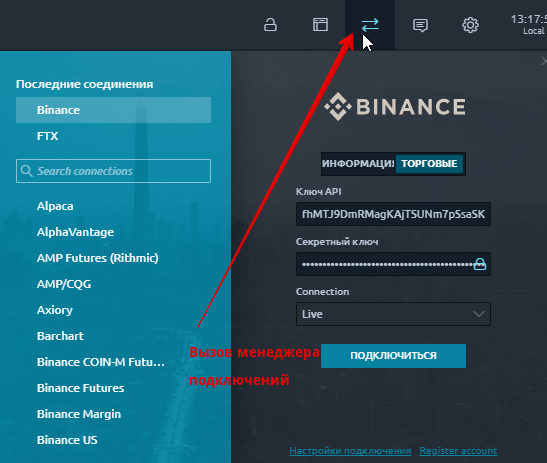 13:17:5
Local
Последние соединения
Binance
FTX
Search connections
Alpaca
AlphaVantage
AMP Futures (Rithmic)
AMP/CQG
Axiory
Barchart
Binance COIN-M Futu...
Binance Futures
Binance Margin
Binance US
BINANCE
ИНФОРМАЦИЯ ТОРГОВЫЕ
Ключ API
fhMTJ9DmRMagKAjTSUNm7pSsaSK
Секретный ключ
Connection
Live
ПОДКЛЮЧИТЬСЯ
Настройки подключения Register account
Вызов менеджера
подключений